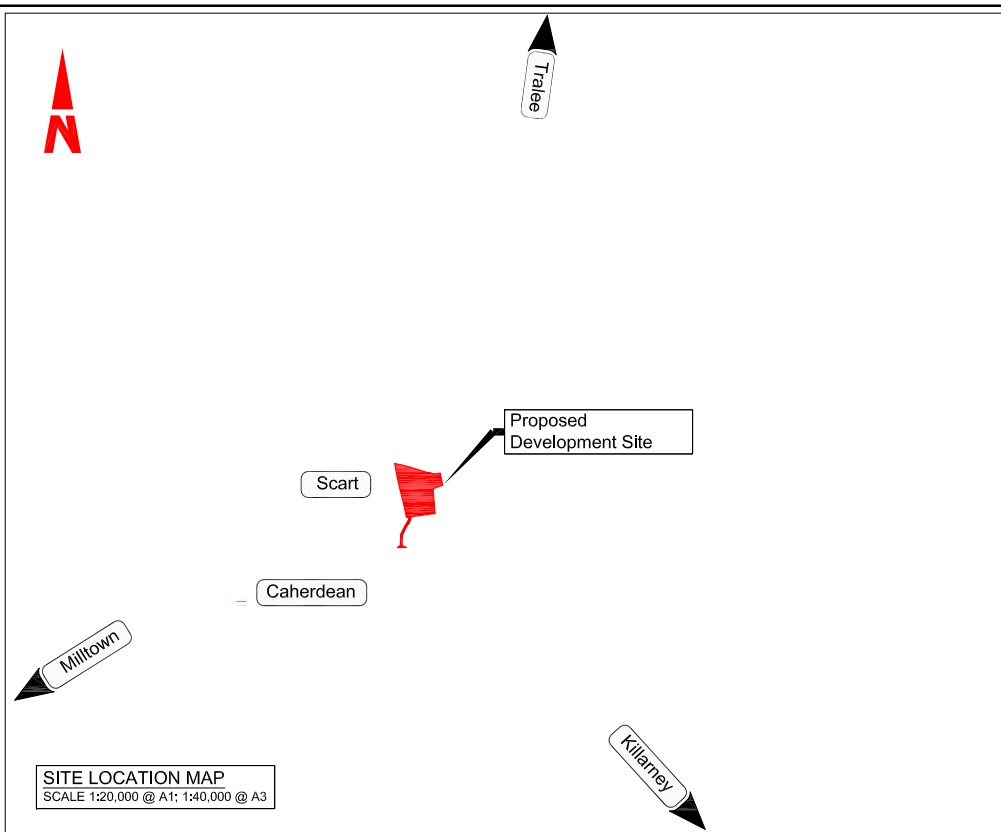 N
Tralee
Proposed
Development Site
Scart
Caherdean
Milltown
Killarney
SITE LOCATION MAP
SCALE 1:20,000 @ A1; 1:40,000 @ A3